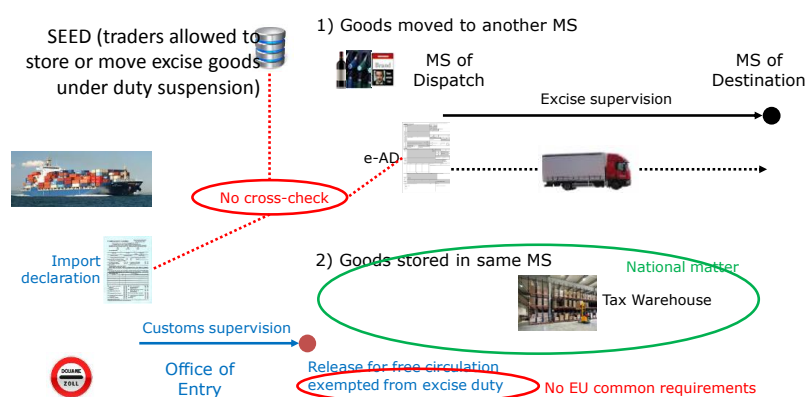 SEED (traders allowed to
store or move excise goods
under duty suspension)
1) Goods moved to another MS
MS of
Dispatch
MS of
Destination
Brand
Excise supervision
e-AD
No cross-check
Import
declaration
2) Goods stored in same MS
National matter
Tax Warehouse
Customs supervision
DOUANE
ZOLL
Office of
Entry
Release for free circulation
exempted from excise duty
No EU common requirements